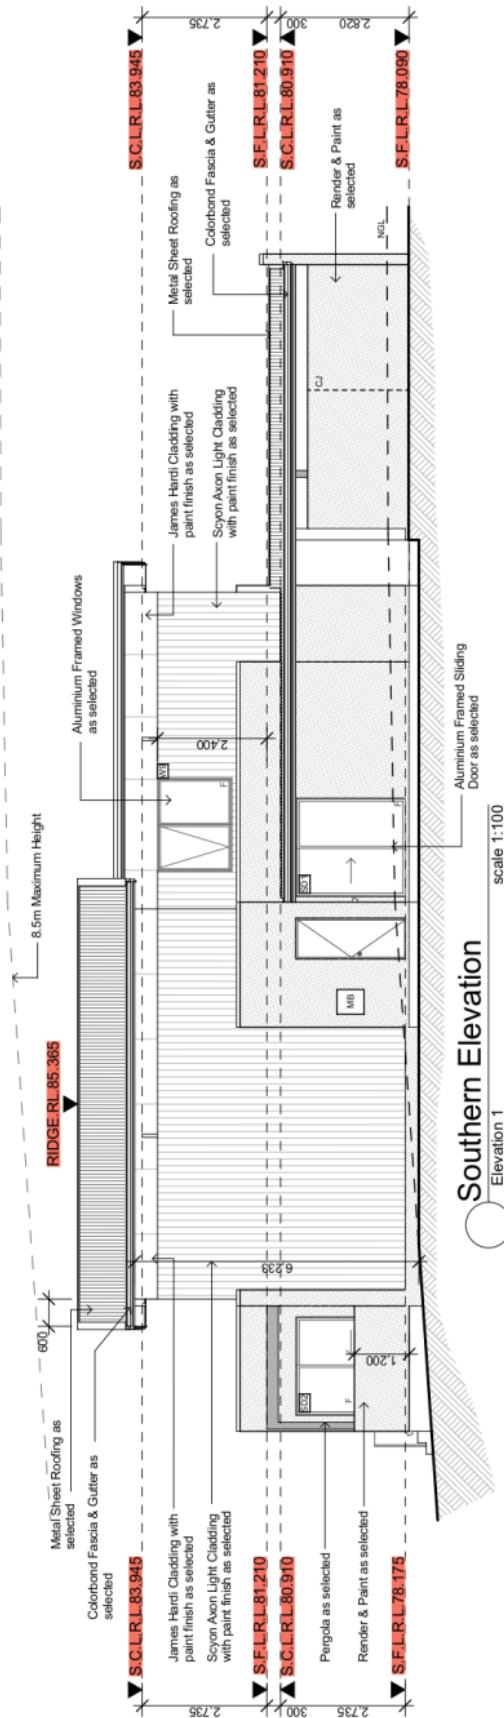 8.5m Maximum Height
RIDGE.RL.85.365
600
Metal Sheet Roofing as
selected
Colorbond Fascia & Gutter as
selected
S.C.L.R.L.83.945
James Hardi Cladding with
paint finish as selected
Scyon Axon Light Cladding
with paint finish as selected
S.F.L.R.L.81.210
S.C.L.R.L.80.910
Pergola as selected
Render & Paint as selected
S.F.L.R.L.78.175
2,735
300
2,735
6,233
1,200
SD2
F
MB
SD1
F
W9
F
2,400
Aluminium Framed Windows
as selected
James Hardi Cladding with
paint finish as selected
Scyon Axon Light Cladding
with paint finish as selected
Metal Sheet Roofing as
selected
Colorbond Fascia & Gutter as
selected
Render & Paint as
selected
CJ
NGL
Aluminium Framed Sliding
Door as selected
S.C.L.R.L.83.945
S.F.L.R.L.81.210
S.C.L.R.L.80.910
S.F.L.R.L.78.090
2,735
300
2,820
Southern Elevation
Elevation 1
scale 1:100